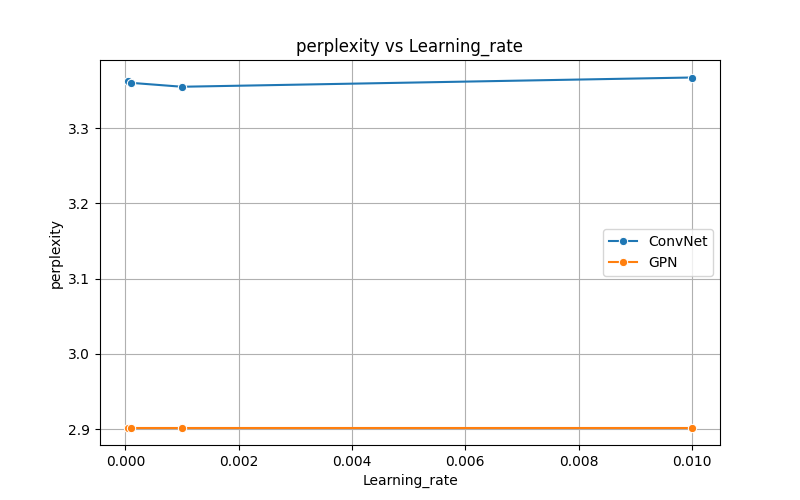 perplexity vs Learning_rate
perplexity
3.3
3.2
3.1
3.0
2.9
ConvNet
GPN
0.000
0.002
0.004
0.006
0.008
0.010
Learning_rate